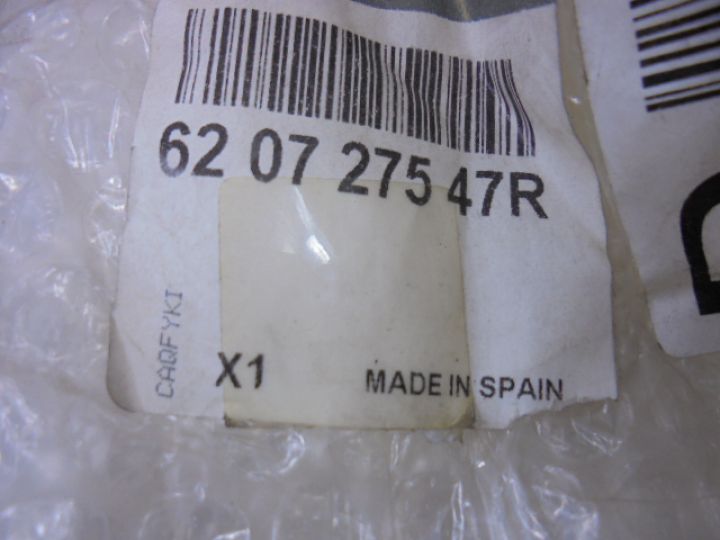 62 07 275 47R
CAQFYKI
X1
MADE IN SPAIN